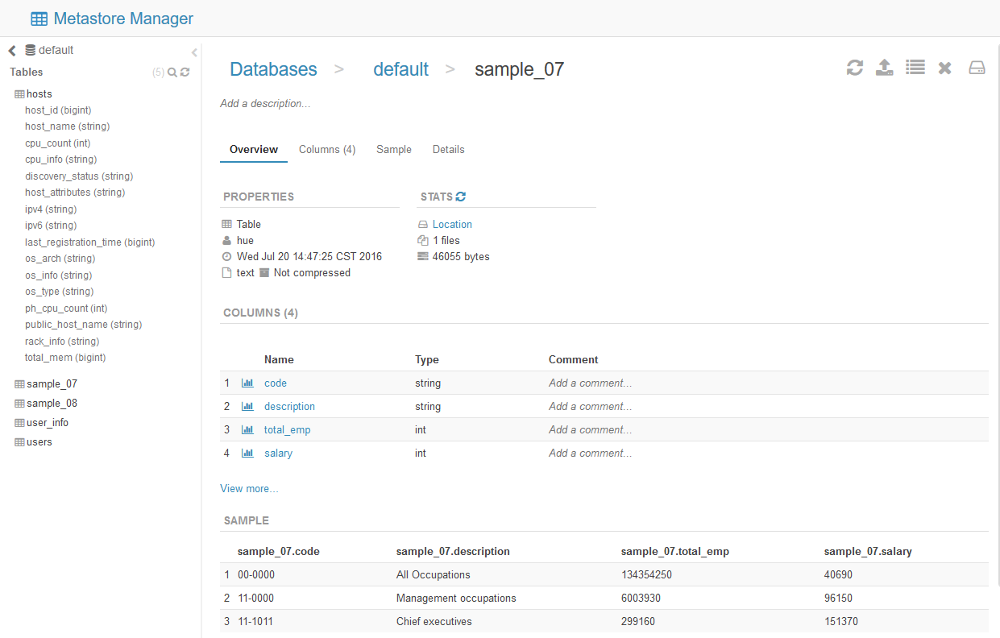 Metastore Manager
default
Tables (5)
hosts
host_id (bigint)
host_name (string)
cpu_count (int)
cpu_info (string)
discovery_status (string)
host_attributes (string)
ipv4 (string)
ipv6 (string)
last_registration_time (bigint)
os_arch (string)
os_info (string)
os_type (string)
ph_cpu_count (int)
public_host_name (string)
rack_info (string)
total_mem (bigint)
sample_07
sample_08
user_info
users
Databases > default > sample_07
Add a description...
Overview Columns (4) Sample Details
PROPERTIES
Table
hue
Wed Jul 20 14:47:25 CST 2016
text Not compressed
STATS
Location
1 files
46055 bytes
COLUMNS (4)
Name Type Comment
1 code string Add a comment...
2 description string Add a comment...
3 total_emp int Add a comment...
4 salary int Add a comment...
View more...
SAMPLE
sample_07.code sample_07.description sample_07.total_emp sample_07.salary
1 00-0000 All Occupations 134354250 40690
2 11-0000 Management occupations 6003930 96150
3 11-1011 Chief executives 299160 151370